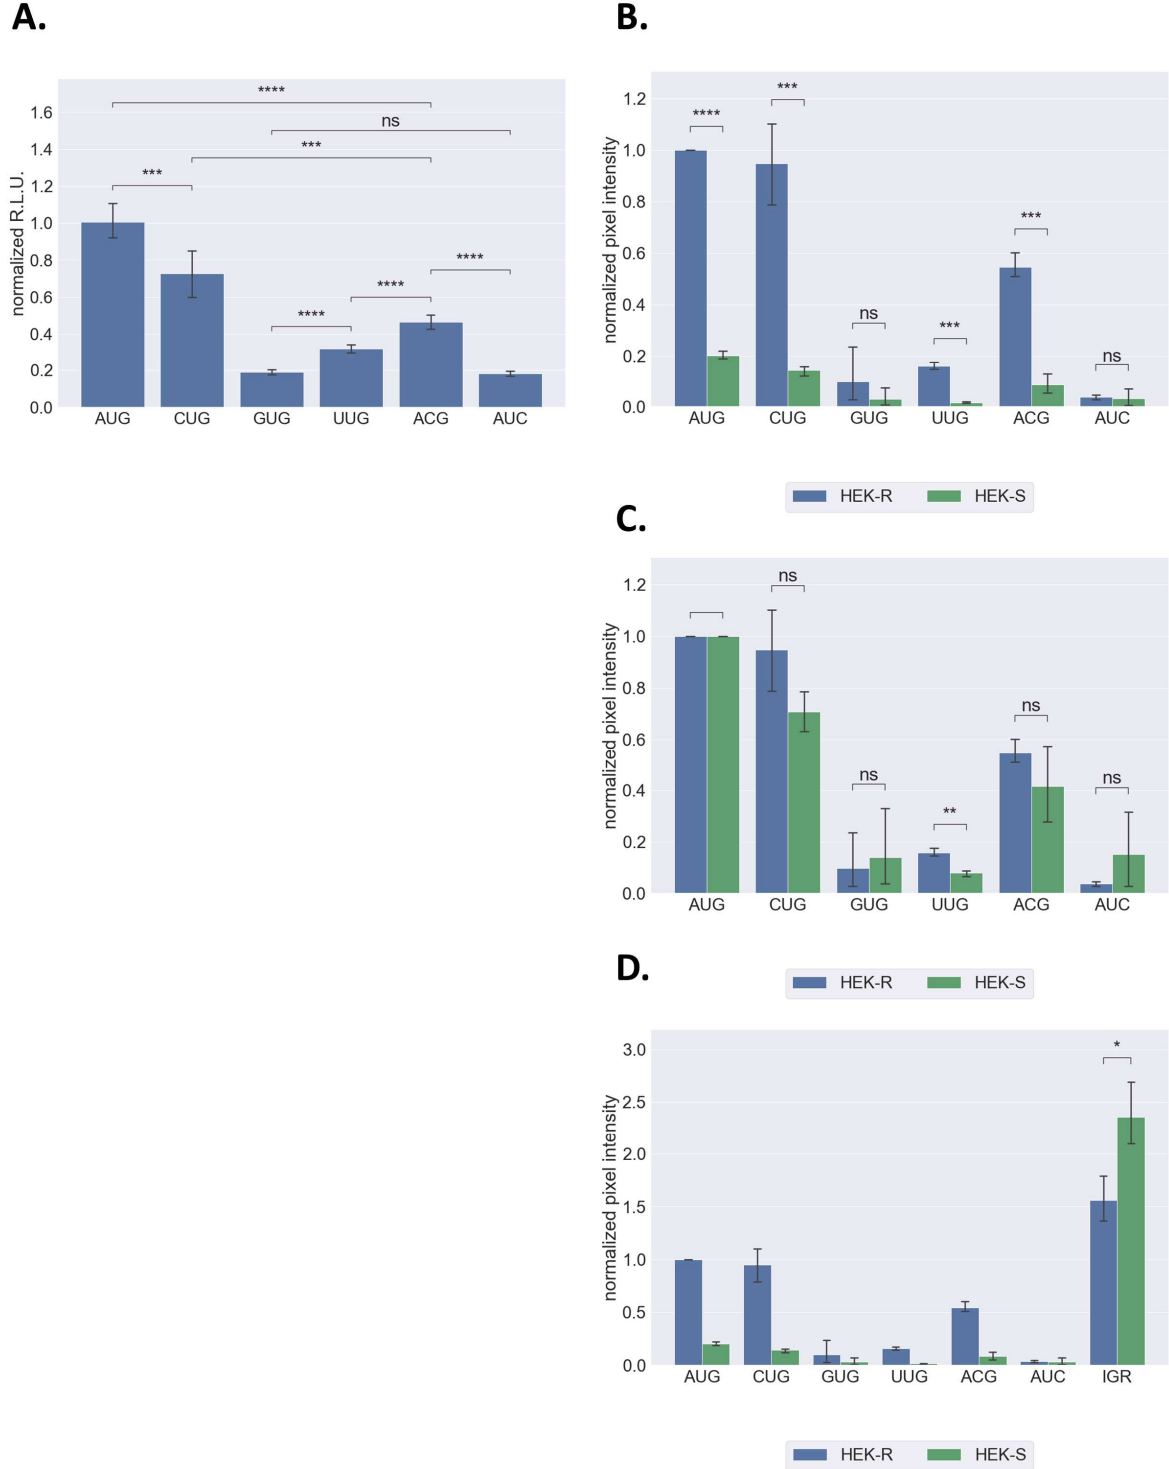 A.
normalized R.L.U.
1.6
1.4
1.2
1.0
0.8
0.6
0.4
0.2
0.0
****
ns
***
***
****
****
****
AUG CUG GUG UUG ACG AUC
B.
normalized pixel intensity
1.2
1.0
0.8
0.6
0.4
0.2
0.0
****
***
ns
***
***
ns
AUG CUG GUG UUG ACG AUC
HEK-R HEK-S
C.
normalized pixel intensity
1.2
1.0
0.8
0.6
0.4
0.2
0.0
ns
ns
**
ns
ns
AUG CUG GUG UUG ACG AUC
HEK-R HEK-S
D.
normalized pixel intensity
3.0
2.5
2.0
1.5
1.0
0.5
0.0
*
AUG CUG GUG UUG ACG AUC IGR
HEK-R HEK-S